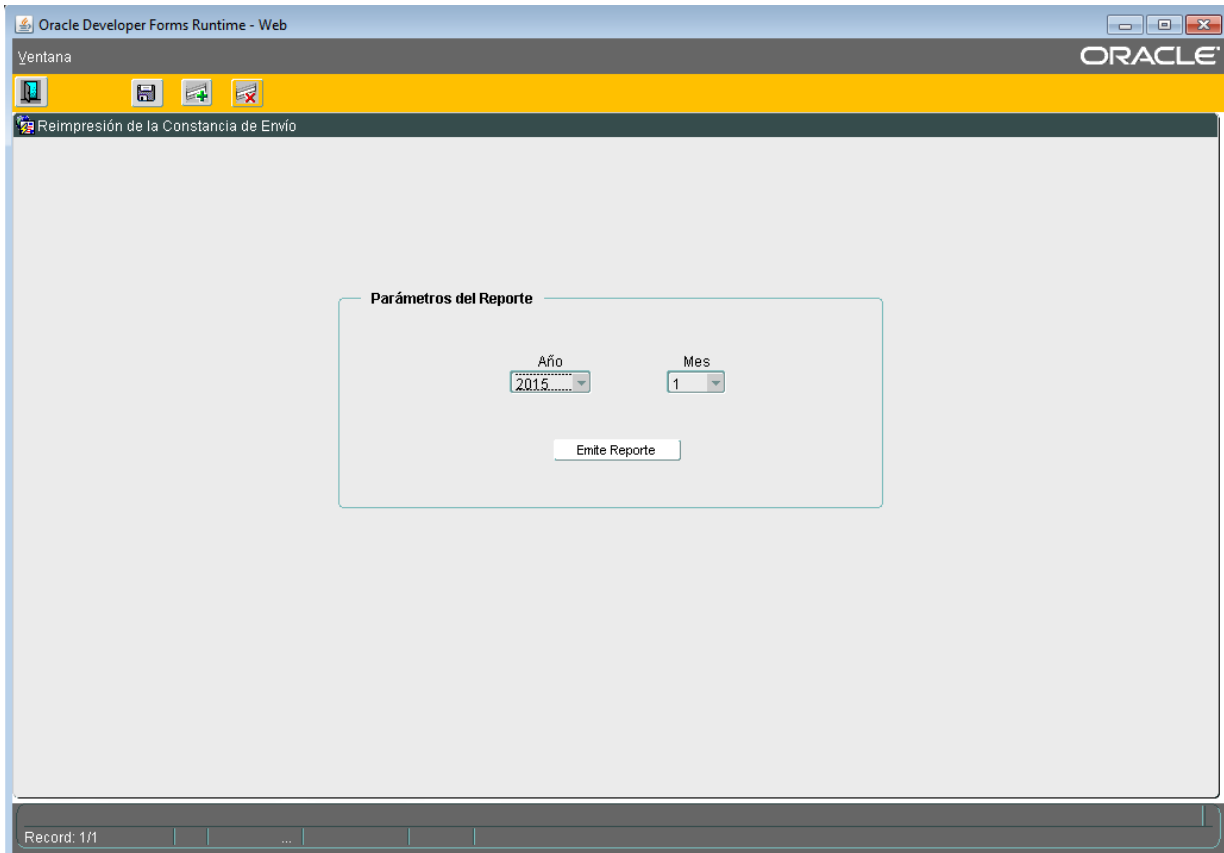 Oracle Developer Forms Runtime - Web
Ventana
ORACLE
Reimpresión de la Constancia de Envío
Parámetros del Reporte
Año Mes
2015 1
Emite Reporte
Record: 1/1 ...